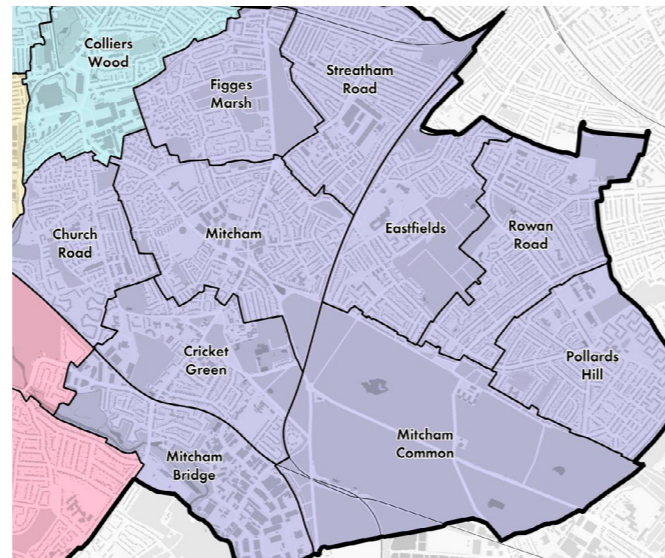 Colliers
Wood
Figges
Marsh
Streatham
Road
Church
Road
Mitcham
Eastfields
Rowan
Road
Cricket
Green
Pollards
Hill
Mitcham
Common
Mitcham
Bridge